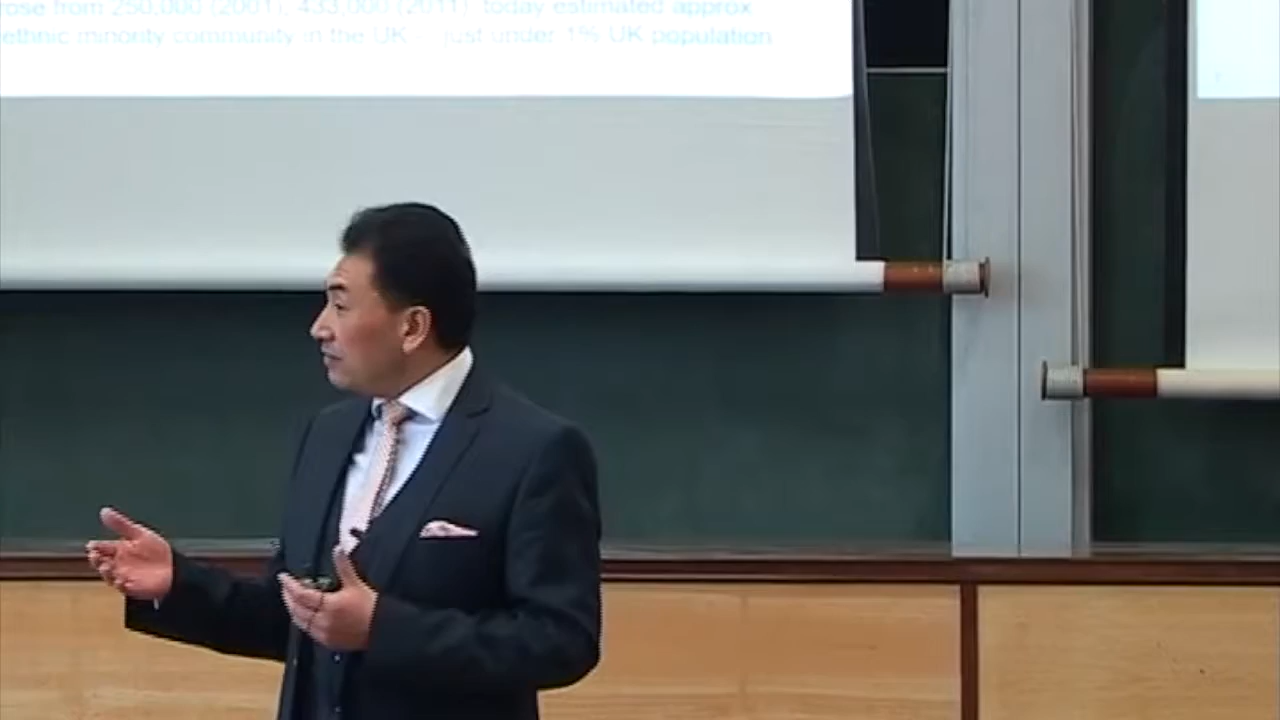 rose from 250,000 (2001), 433,000 (2011), today estimated approx
ethnic minority community in the UK – just under 1% UK population